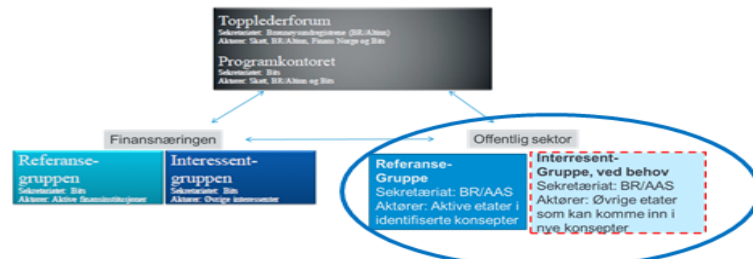 Topplederforum
Sekretariatet: Brønnøysundregistrene (BR/Altinn)
Aktører: Skatt, BR/Altinn, Finans Norge og Bits
Programkontoret
Sekretariatet: Bits
Aktører: Skatt, BR/Altinn og Bits
Finansnæringen
Offentlig sektor
Referanse-
gruppen
Sekretariatet: Bits
Aktører: Aktive finansinstitusjoner
Interessent-
gruppen
Sekretariatet: Bits
Aktører: Øvrige interessenter
Referanse-
Gruppe
Sekretæriat: BR/AAS
Aktører: Aktive etater i
identifiserte konsepter
Interresent-
Gruppe, ved behov
Sekretæriat: BR/AAS
Aktører: Øvrige etater
som kan komme inn i
nye konsepter